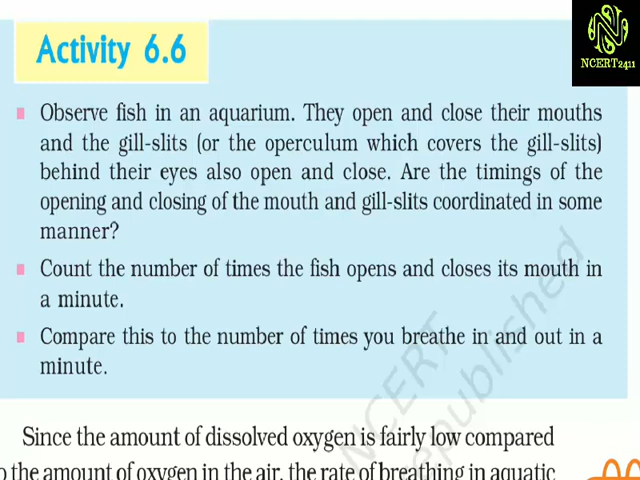 Activity 6.6
NCERT2411
Observe fish in an aquarium. They open and close their mouths
and the gill-slits (or the operculum which covers the gill-slits)
behind their eyes also open and close. Are the timings of the
opening and closing of the mouth and gill-slits coordinated in some
manner?
Count the number of times the fish opens and closes its mouth in
a minute.
Compare this to the number of times you breathe in and out in a
minute.
NCERT
republished
Since the amount of dissolved oxygen is fairly low compared
to the amount of oxygen in the air, the rate of breathing in aquatic